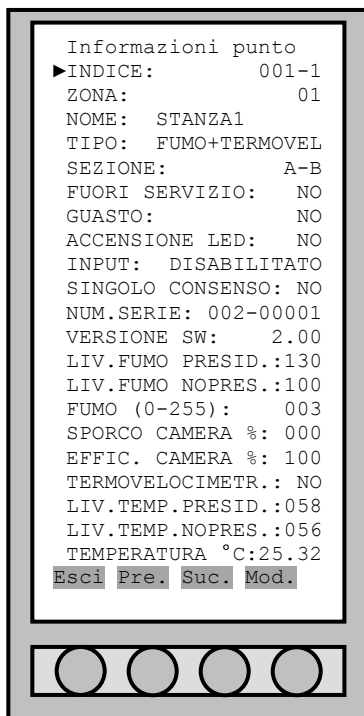 Informazioni punto
►INDICE: 001-1
ZONA: 01
NOME: STANZA1
TIPO: FUMO+TERMOVEL
SEZIONE: A-B
FUORI SERVIZIO: NO
GUASTO: NO
ACCENSIONE LED: NO
INPUT: DISABILITATO
SINGOLO CONSENSO: NO
NUM.SERIE: 002-00001
VERSIONE SW: 2.00
LIV.FUMO PRESID.:130
LIV.FUMO NOPRES.:100
FUMO (0-255): 003
SPORCO CAMERA %: 000
EFFIC. CAMERA %: 100
TERMOVELOCIMETR.: NO
LIV.TEMP.PRESID.:058
LIV.TEMP.NOPRES.:056
TEMPERATURA °C:25.32
Esci Pre. Suc. Mod.